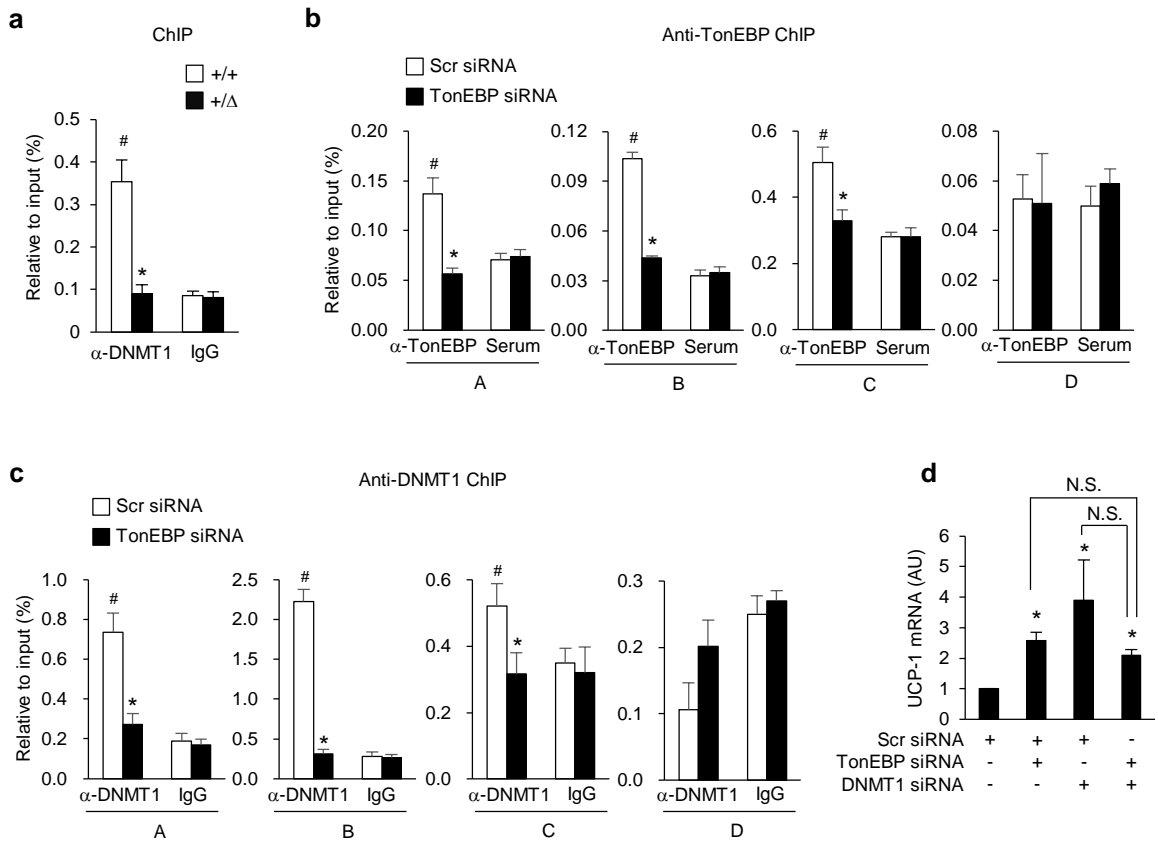 a
ChIP
+/+
+/Δ
Relative to input (%)
0.5
0.4
0.3
0.2
0.1
0
#
*
α-DNMT1 IgG
b
Anti-TonEBP ChIP
Scr siRNA
TonEBP siRNA
Relative to input (%)
0.20
0.15
0.10
0.05
0.00
#
*
α-TonEBP Serum
A
0.12
0.09
0.06
0.03
0.00
#
*
α-TonEBP Serum
B
0.6
0.4
0.2
0.0
#
*
α-TonEBP Serum
C
0.08
0.06
0.04
0.02
0.00
α-TonEBP Serum
D
c
Anti-DNMT1 ChIP
Scr siRNA
TonEBP siRNA
Relative to input (%)
1.0
0.8
0.6
0.4
0.2
0.0
#
*
α-DNMT1 IgG
A
2.5
2.0
1.5
1.0
0.5
0.0
#
*
α-DNMT1 IgG
B
0.6
0.4
0.2
0.0
#
*
α-DNMT1 IgG
C
0.3
0.2
0.1
0.0
α-DNMT1 IgG
D
d
N.S.
N.S.
UCP-1 mRNA (AU)
6
5
4
3
2
1
0
*
*
*
Scr siRNA + + + -
TonEBP siRNA - + - +
DNMT1 siRNA - - + +